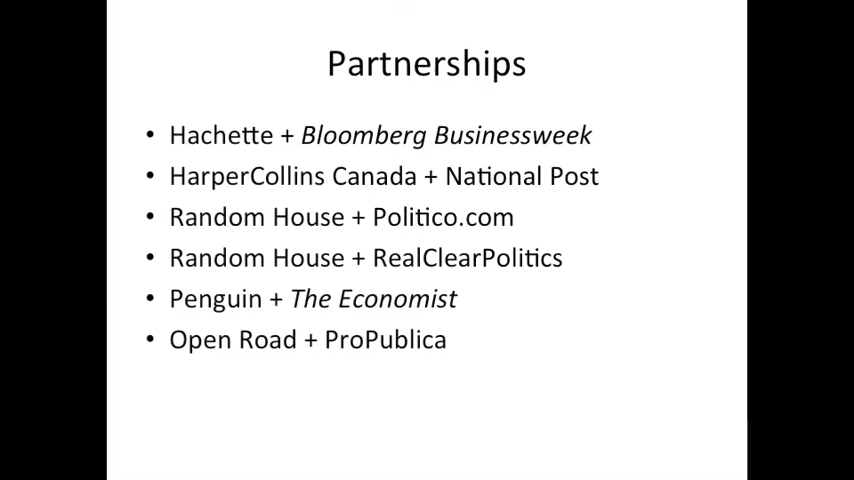 Partnerships
• Hachette + Bloomberg Businessweek
• HarperCollins Canada + National Post
• Random House + Politico.com
• Random House + RealClearPolitics
• Penguin + The Economist
• Open Road + ProPublica